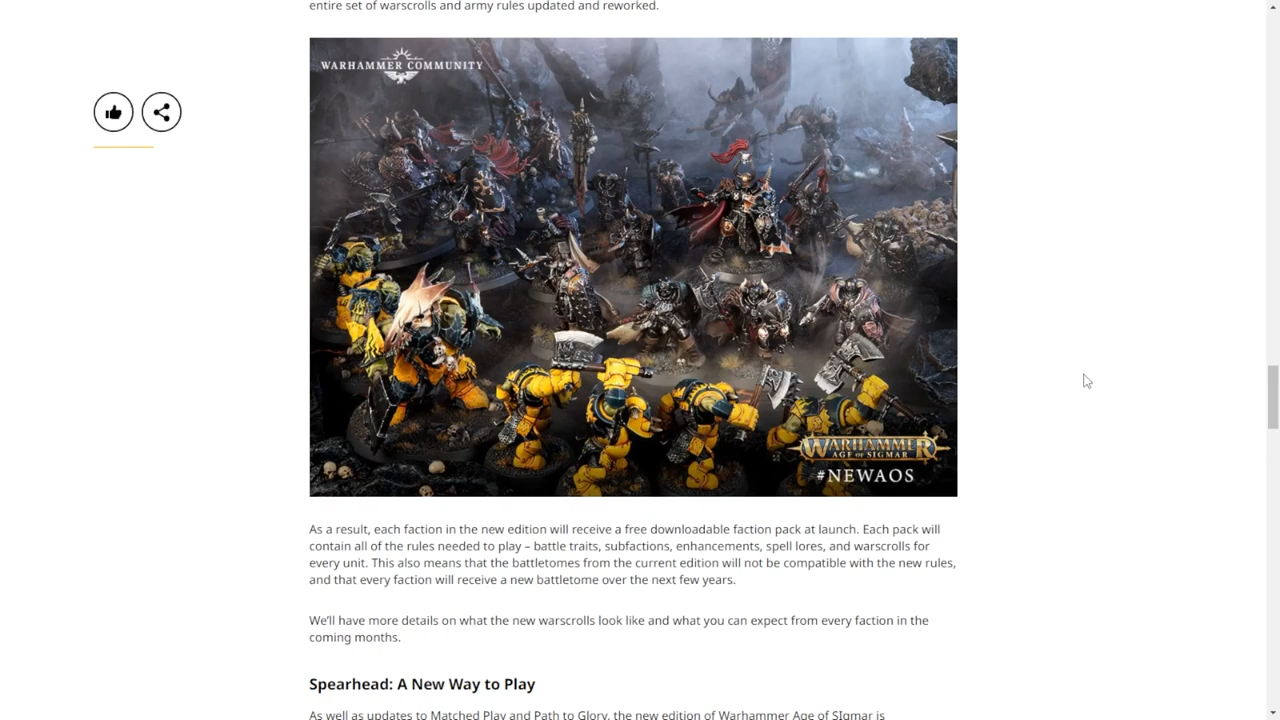 entire set of warscrolls and army rules updated and reworked.
WARHAMMER COMMUNITY
WARHAMMER
AGE OF SIGMAR
#NEWAOS
As a result, each faction in the new edition will receive a free downloadable faction pack at launch. Each pack will
contain all of the rules needed to play – battle traits, subfactions, enhancements, spell lores, and warscrolls for
every unit. This also means that the battletomes from the current edition will not be compatible with the new rules,
and that every faction will receive a new battletome over the next few years.
We'll have more details on what the new warscrolls look like and what you can expect from every faction in the
coming months.
Spearhead: A New Way to Play
As well as updates to Matched Play and Path to Glory, the new edition of Warhammer Age of SIgmar is